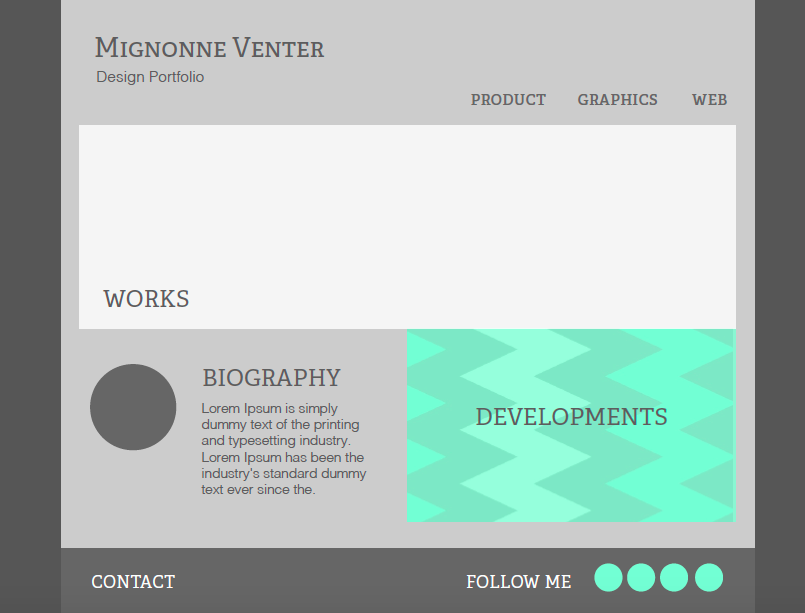 Mignonne Venter
Design Portfolio
PRODUCT GRAPHICS WEB
WORKS
BIOGRAPHY
Lorem Ipsum is simply
dummy text of the printing
and typesetting industry.
Lorem Ipsum has been the
industry's standard dummy
text ever since the.
DEVELOPMENTS
CONTACT FOLLOW ME